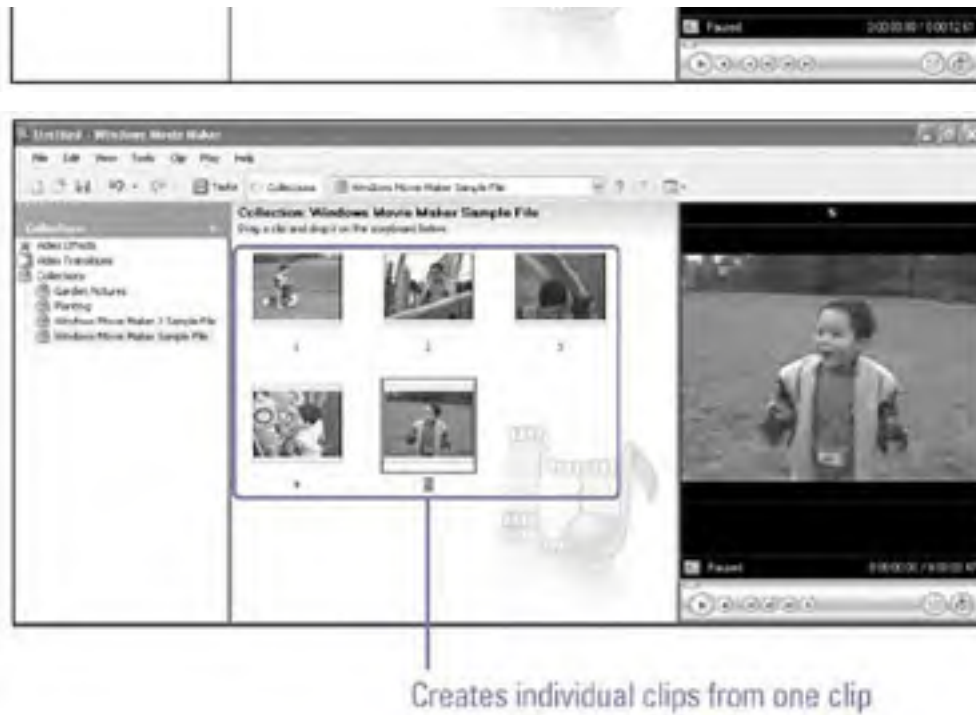 Paused
Untitled - Windows Movie Maker
File Edit View Tools Clip Play Help
Tasks Collections Windows Movie Maker Sample File
Collections
Collection: Windows Movie Maker Sample File
Drag a clip and drop it on the storyboard below.
5
Video Effects
Video Transitions
Collections
Garden Pictures
Planting
Windows Movie Maker 2 Sample File
Windows Movie Maker Sample File
1 2 3
4 5
Paused
Creates individual clips from one clip